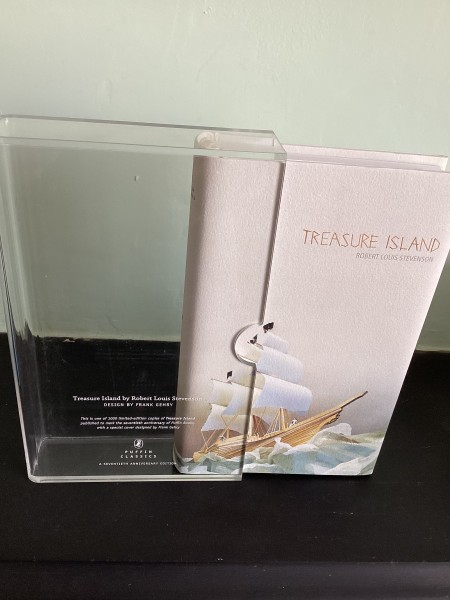 TREASURE ISLAND
ROBERT LOUIS STEVENSON
Treasure Island by Robert Louis Stevenson
DESIGN BY FRANK GEHRY
This is one of 1000 limited-edition copies of Treasure Island
published to mark the seventieth anniversary of Puffin Books,
with a special cover designed by Frank Gehry
PUFFIN
CLASSICS
A SEVENTIETH ANNIVERSARY EDITION